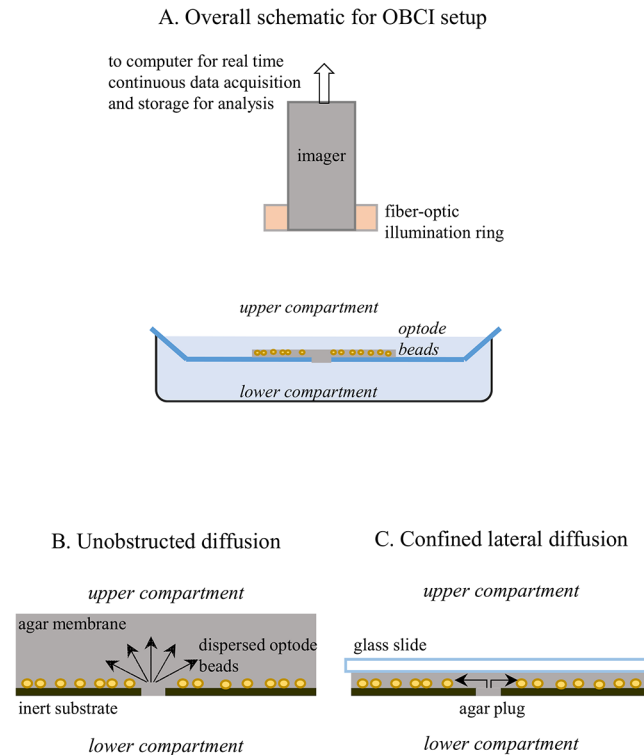 A. Overall schematic for OBCI setup
to computer for real time
continuous data acquisition
and storage for analysis
imager
fiber-optic
illumination ring
upper compartment
optode
beads
lower compartment
B. Unobstructed diffusion
upper compartment
agar membrane
dispersed optode
beads
inert substrate
lower compartment
C. Confined lateral diffusion
upper compartment
glass slide
agar plug
lower compartment